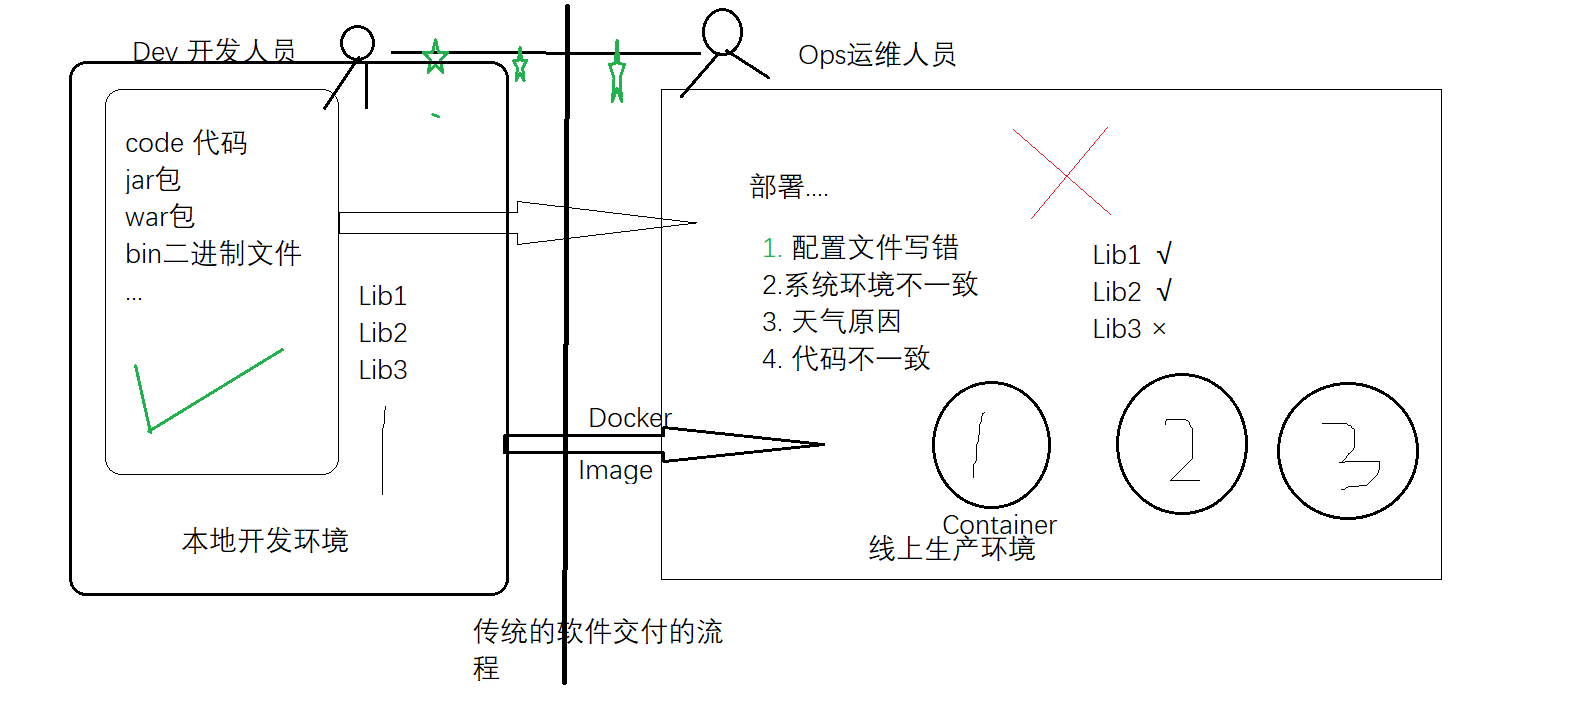 Dev 开发人员
Ops运维人员
code 代码
jar包
war包
bin二进制文件
...
Lib1
Lib2
Lib3
本地开发环境
部署....
1. 配置文件写错
2.系统环境不一致
3. 天气原因
4. 代码不一致
Lib1 √
Lib2 √
Lib3 ×
Docker
Image
1
2
3
Container
线上生产环境
传统的软件交付的流
程